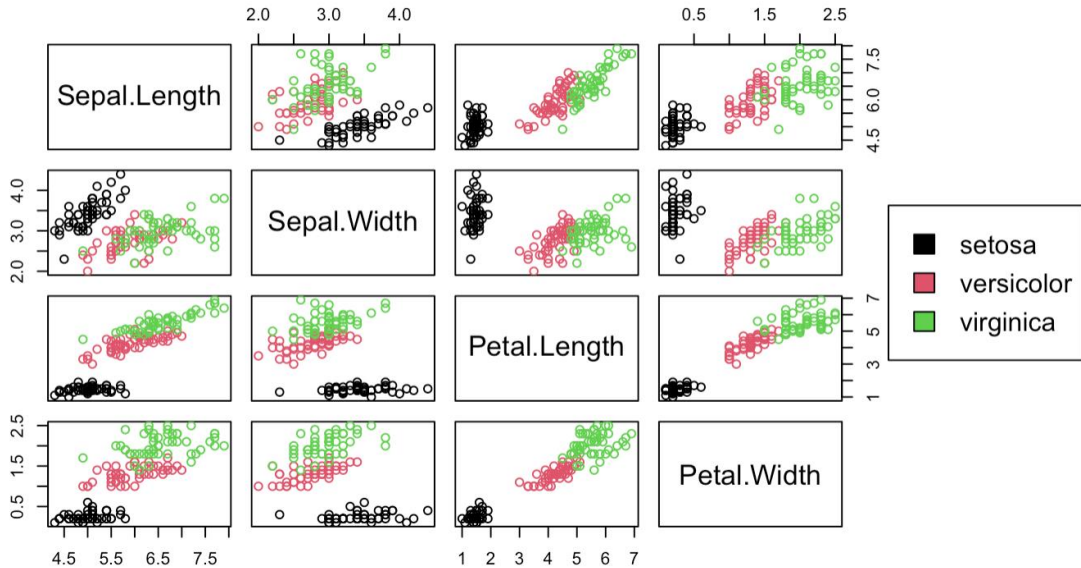 2.0 3.0 4.0 0.5 1.5 2.5
Sepal.Length
4.5 6.0 7.5
2.0 3.0 4.0
Sepal.Width
setosa
versicolor
virginica
Petal.Length
1 3 5 7
0.5 1.5 2.5
Petal.Width
4.5 5.5 6.5 7.5 1 2 3 4 5 6 7